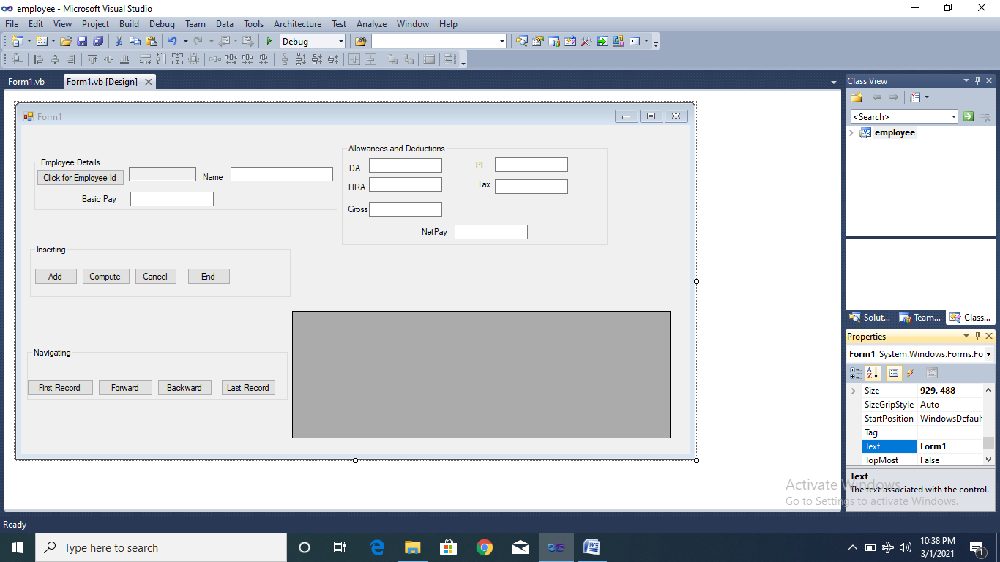 employee - Microsoft Visual Studio
File Edit View Project Build Debug Team Data Tools Architecture Test Analyze Window Help
Debug
Form1.vb Form1.vb [Design]
Form1
Employee Details
Click for Employee Id Name
Basic Pay
Allowances and Deductions
DA PF
HRA Tax
Gross
NetPay
Inserting
Add Compute Cancel End
Navigating
First Record Forward Backward Last Record
Class View
<Search>
employee
Solut... Team... Class...
Properties
Form1 System.Windows.Forms.Fo
Size 929, 488
SizeGripStyle Auto
StartPosition WindowsDefault
Tag
Text Form1
TopMost False
Text
The text associated with the control.
Activate Windows
Go to Settings to activate Windows.
Ready
Type here to search
10:38 PM
3/1/2021
1